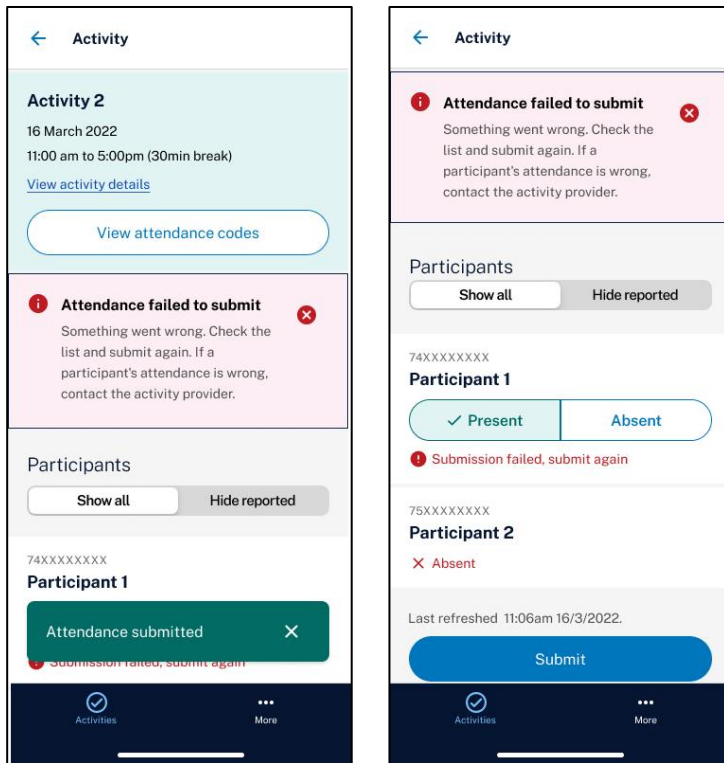 Activity
Activity 2
16 March 2022
11:00 am to 5:00pm (30min break)
View activity details
View attendance codes
Attendance failed to submit
Something went wrong. Check the
list and submit again. If a
participant's attendance is wrong,
contact the activity provider.
Participants
Show all Hide reported
74XXXXXXXX
Participant 1
Attendance submitted
Submission failed, submit again
Activities More
Activity
Attendance failed to submit
Something went wrong. Check the
list and submit again. If a
participant's attendance is wrong,
contact the activity provider.
Participants
Show all Hide reported
74XXXXXXXX
Participant 1
Present Absent
Submission failed, submit again
75XXXXXXXX
Participant 2
Absent
Last refreshed 11:06am 16/3/2022.
Submit
Activities More